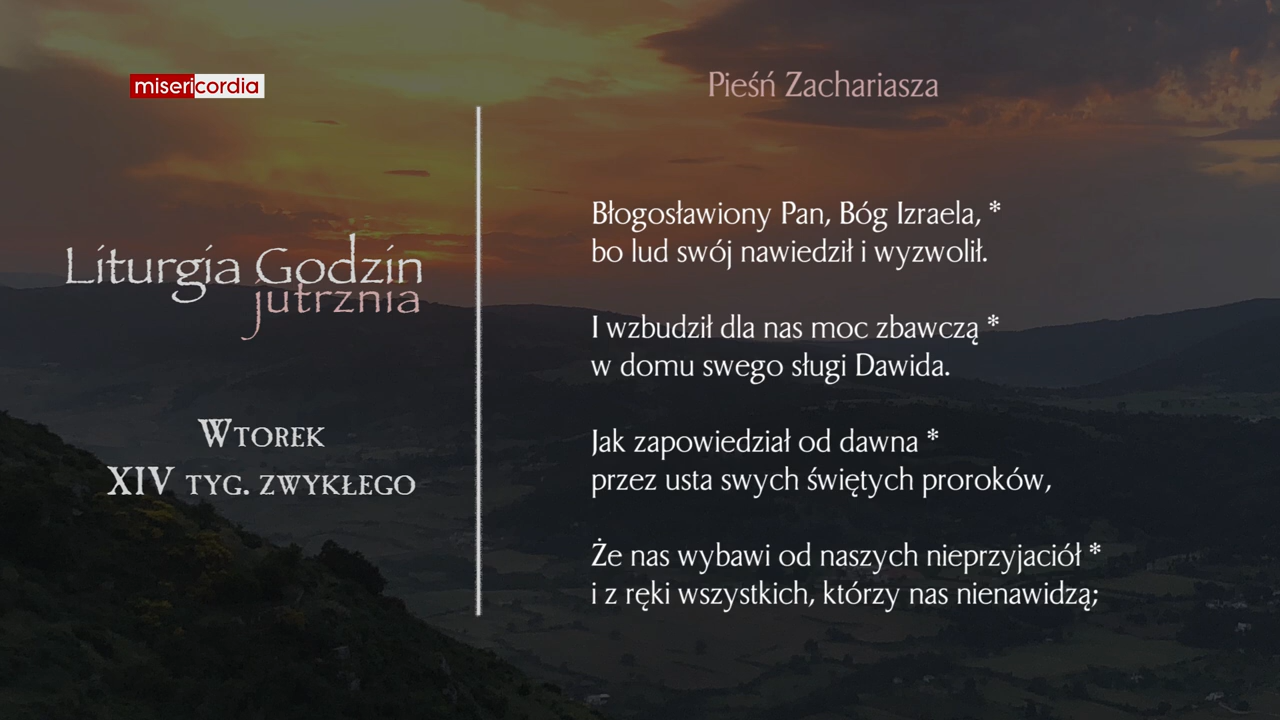 misericordia
Liturgia Godzin
jutrznia
Wtorek
XIV tyg. zwykłego
Pieśń Zachariasza
Błogosławiony Pan, Bóg Izraela, *
bo lud swój nawiedził i wyzwolił.
I wzbudził dla nas moc zbawczą *
w domu swego sługi Dawida.
Jak zapowiedział od dawna *
przez usta swych świętych proroków,
Że nas wybawi od naszych nieprzyjaciół *
i z ręki wszystkich, którzy nas nienawidzą;